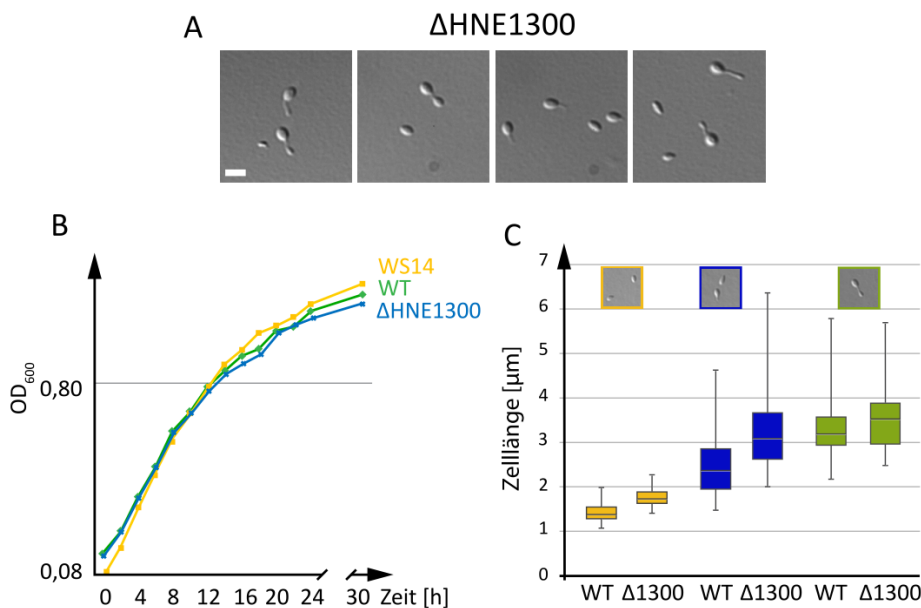 A
ΔHNE1300
B
WS14
WT
ΔHNE1300
OD600
0,80
0,08
0 4 8 12 16 20 24 30 Zeit [h]
C
Zelllänge [µm]
7
6
5
4
3
2
1
0
WT Δ1300 WT Δ1300 WT Δ1300